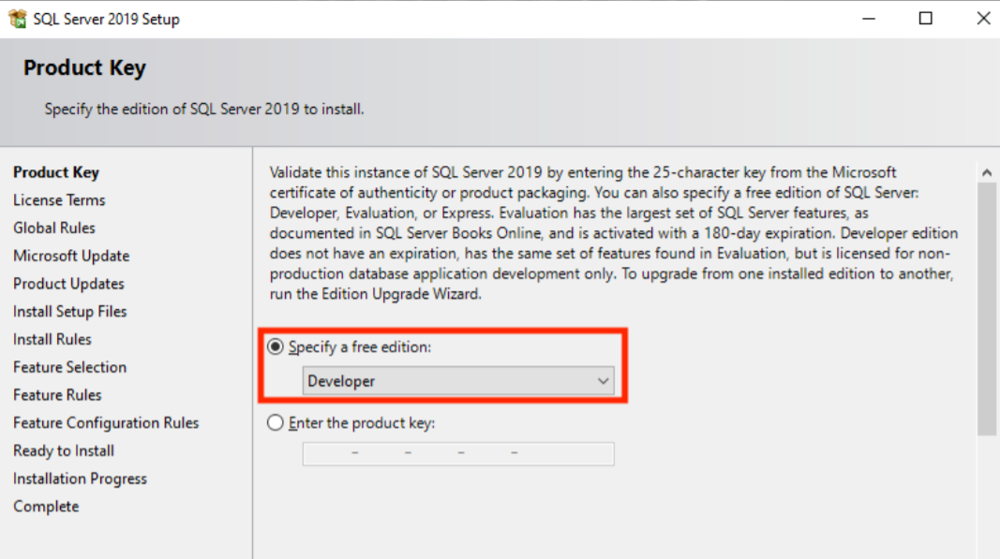 SQL Server 2019 Setup
Product Key
Specify the edition of SQL Server 2019 to install.
Product Key
License Terms
Global Rules
Microsoft Update
Product Updates
Install Setup Files
Install Rules
Feature Selection
Feature Rules
Feature Configuration Rules
Ready to Install
Installation Progress
Complete
Validate this instance of SQL Server 2019 by entering the 25-character key from the Microsoft
certificate of authenticity or product packaging. You can also specify a free edition of SQL Server:
Developer, Evaluation, or Express. Evaluation has the largest set of SQL Server features, as
documented in SQL Server Books Online, and is activated with a 180-day expiration. Developer edition
does not have an expiration, has the same set of features found in Evaluation, but is licensed for non-
production database application development only. To upgrade from one installed edition to another,
run the Edition Upgrade Wizard.
Specify a free edition:
Developer
Enter the product key:
- - - -